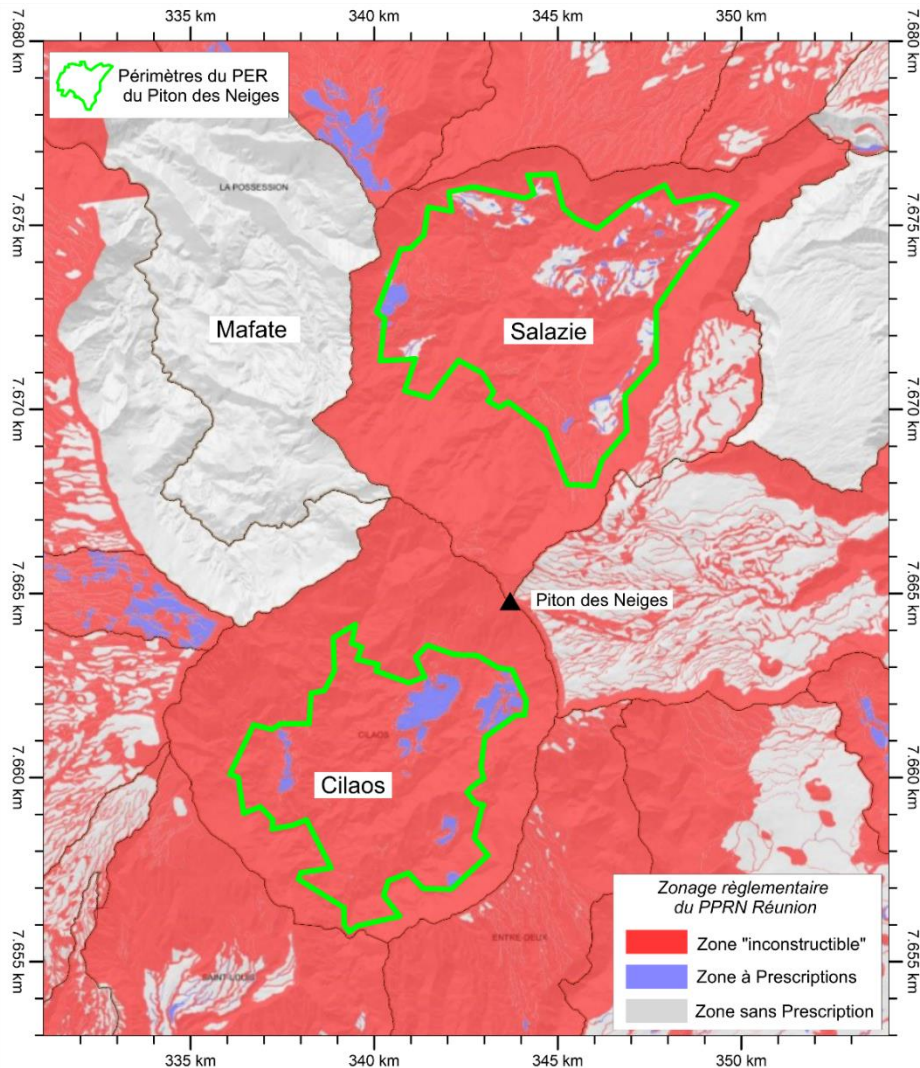 335 km
340 km
345 km
350 km
7.680 km
7.680 km
Périmètres du PER
du Piton des Neiges
LA POSSESSION
7.675 km
7.675 km
Mafate
Salazie
7.670 km
7.670 km
7.665 km
7.665 km
Piton des Neiges
CILAOS
7.660 km
7.660 km
Cilaos
Zonage règlementaire
du PPRN Réunion
Zone "inconstructible"
ENTRE-DEUX
Zone à Prescriptions
7.655 km
7.655 km
SAINT-LOUIS
Zone sans Prescription
335 km
340 km
345 km
350 km